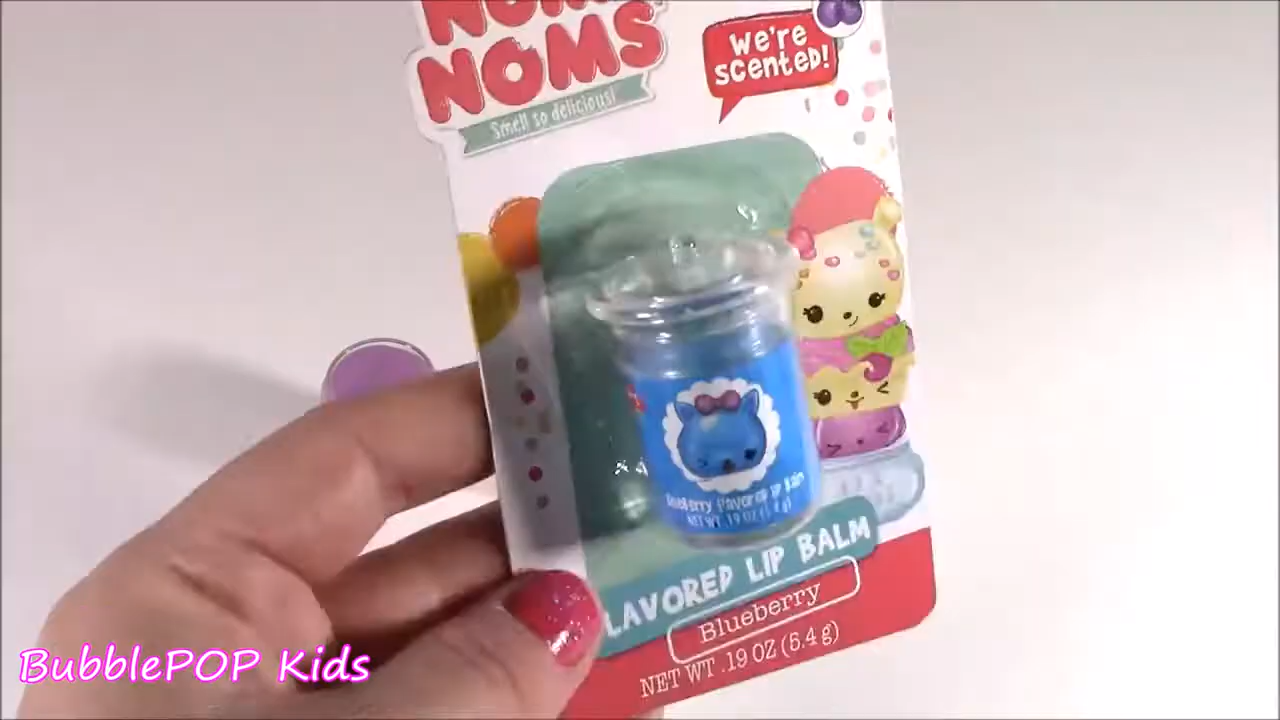 NOMS
Smell so delicious!
we're
scented!
Blueberry Flavored Lip Balm
NET WT .19 OZ (5.4 g)
LAVORED LIP BALM
Blueberry
NET WT .19 OZ (5.4 g)
BubblePOP Kids